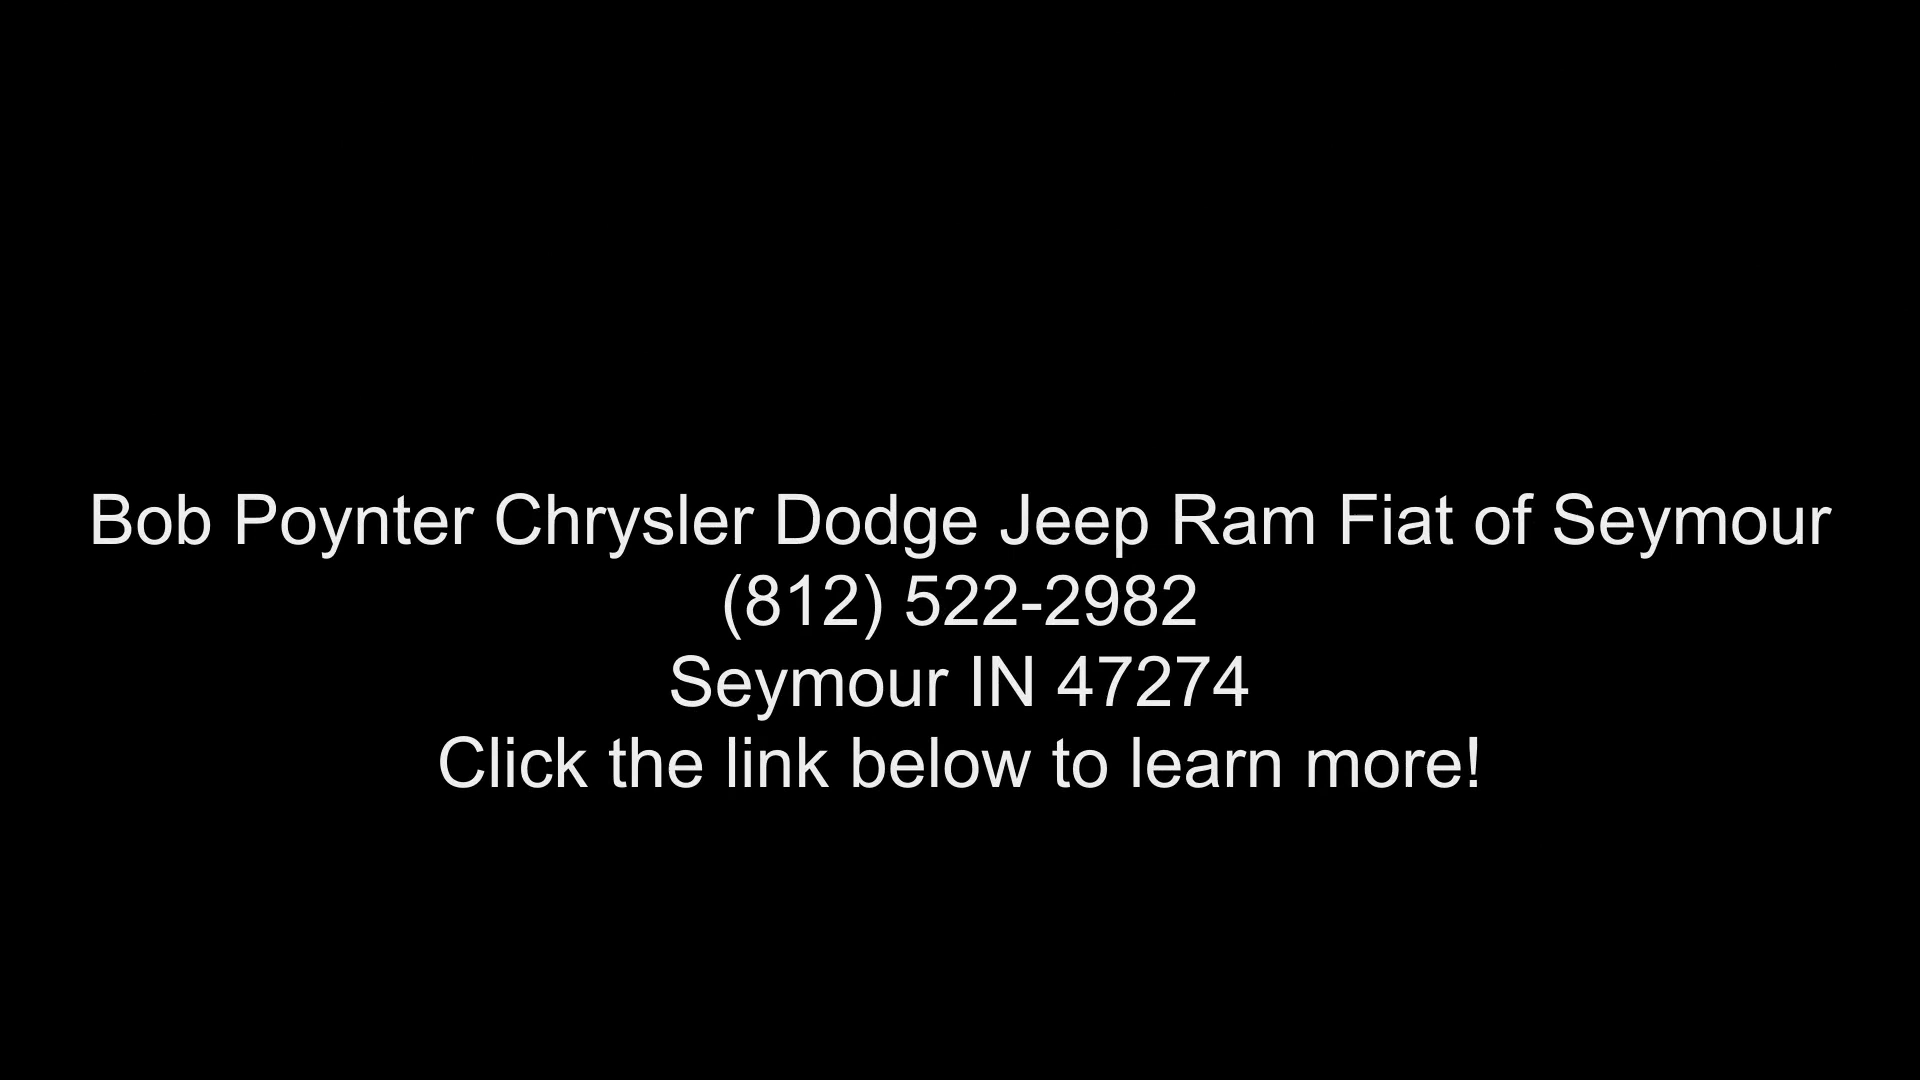 Bob Poynter Chrysler Dodge Jeep Ram Fiat of Seymour
(812) 522-2982
Seymour IN 47274
Click the link below to learn more!